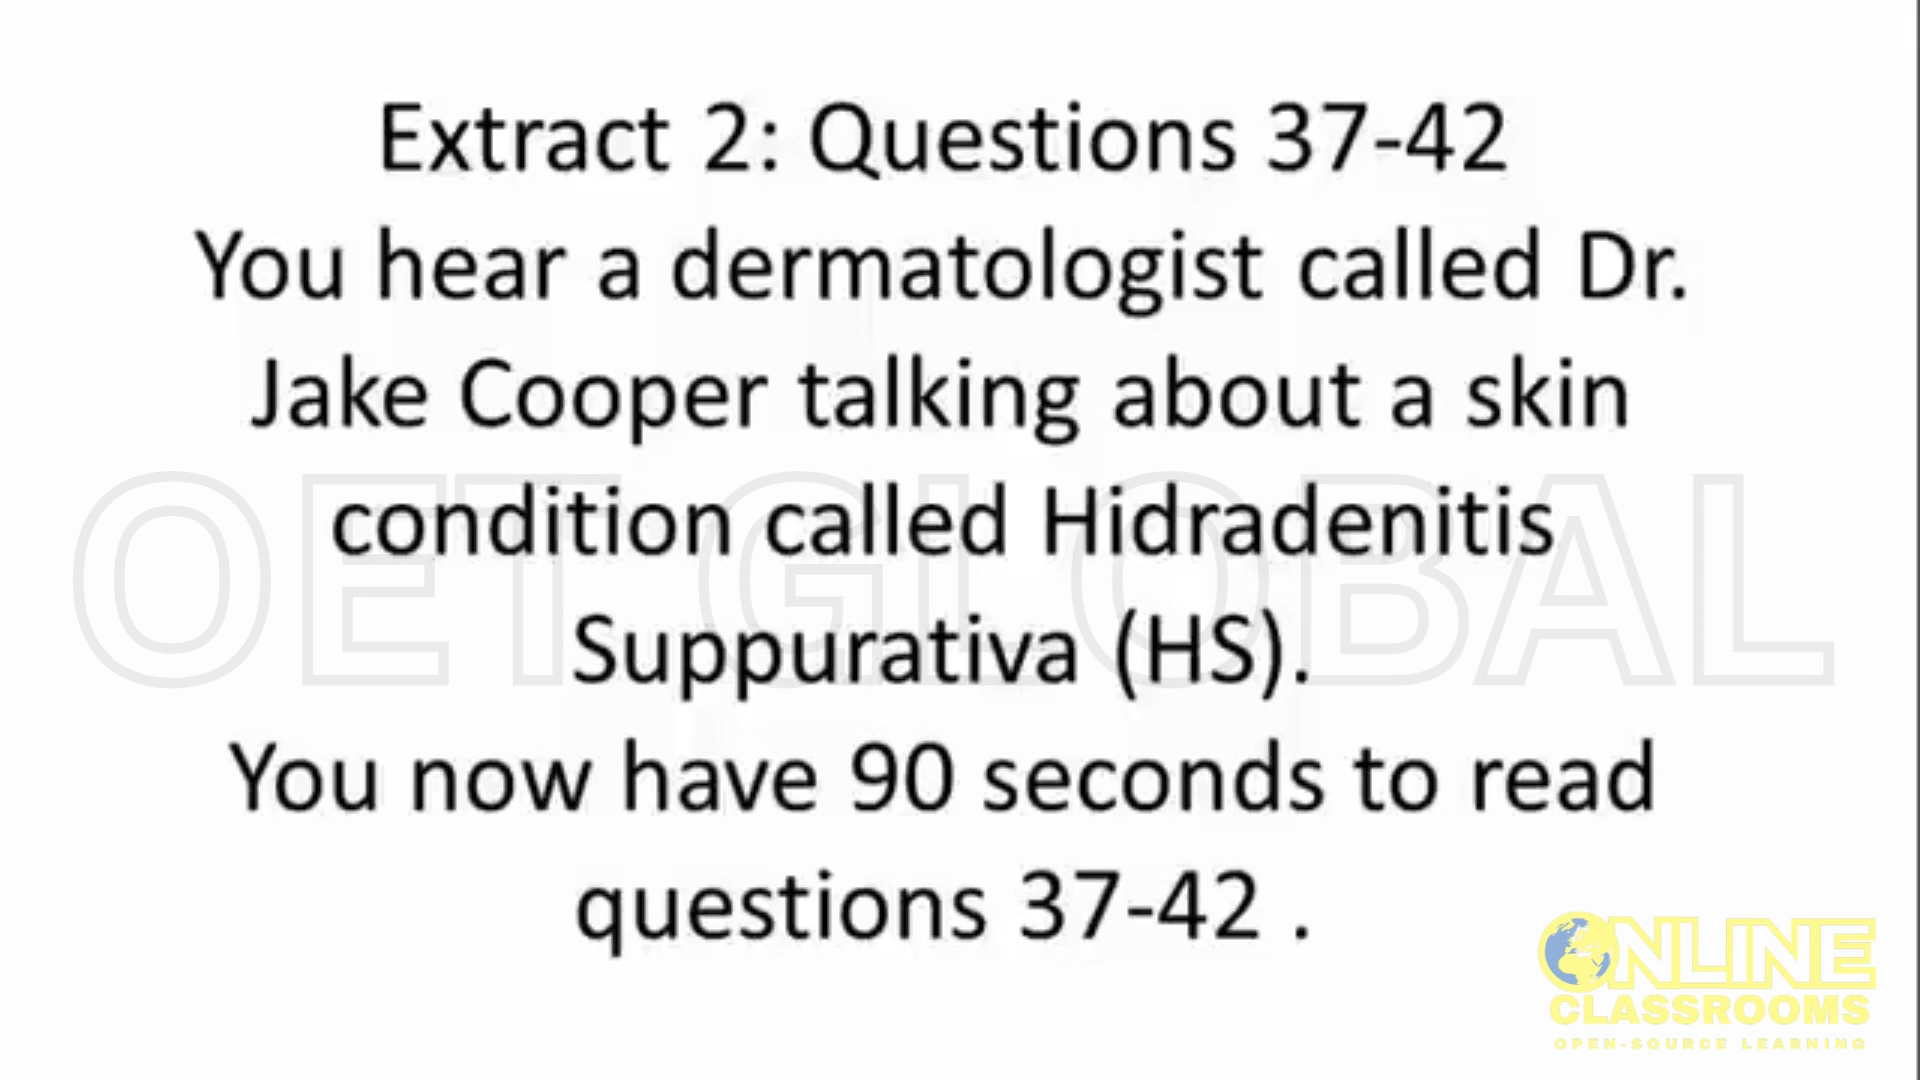 Extract 2: Questions 37-42
You hear a dermatologist called Dr.
Jake Cooper talking about a skin
condition called Hidradenitis
Suppurativa (HS).
You now have 90 seconds to read
questions 37-42 .
OET GLOBAL
ONLINE
CLASSROOMS
OPEN-SOURCE LEARNING